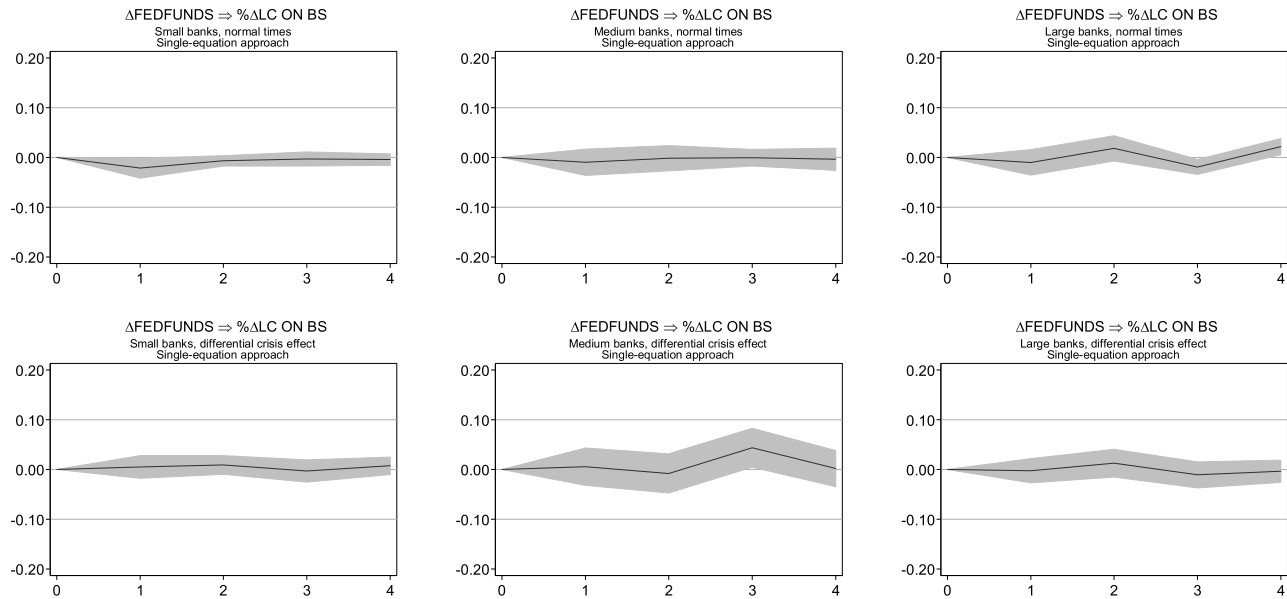 ΔFEDFUNDS ⇒ %ΔLC ON BS
Small banks, normal times
Single-equation approach
0.20
0.10
0.00
-0.10
-0.20
0 1 2 3 4
ΔFEDFUNDS ⇒ %ΔLC ON BS
Medium banks, normal times
Single-equation approach
0.20
0.10
0.00
-0.10
-0.20
0 1 2 3 4
ΔFEDFUNDS ⇒ %ΔLC ON BS
Large banks, normal times
Single-equation approach
0.20
0.10
0.00
-0.10
-0.20
0 1 2 3 4
ΔFEDFUNDS ⇒ %ΔLC ON BS
Small banks, differential crisis effect
Single-equation approach
0.20
0.10
0.00
-0.10
-0.20
0 1 2 3 4
ΔFEDFUNDS ⇒ %ΔLC ON BS
Medium banks, differential crisis effect
Single-equation approach
0.20
0.10
0.00
-0.10
-0.20
0 1 2 3 4
ΔFEDFUNDS ⇒ %ΔLC ON BS
Large banks, differential crisis effect
Single-equation approach
0.20
0.10
0.00
-0.10
-0.20
0 1 2 3 4